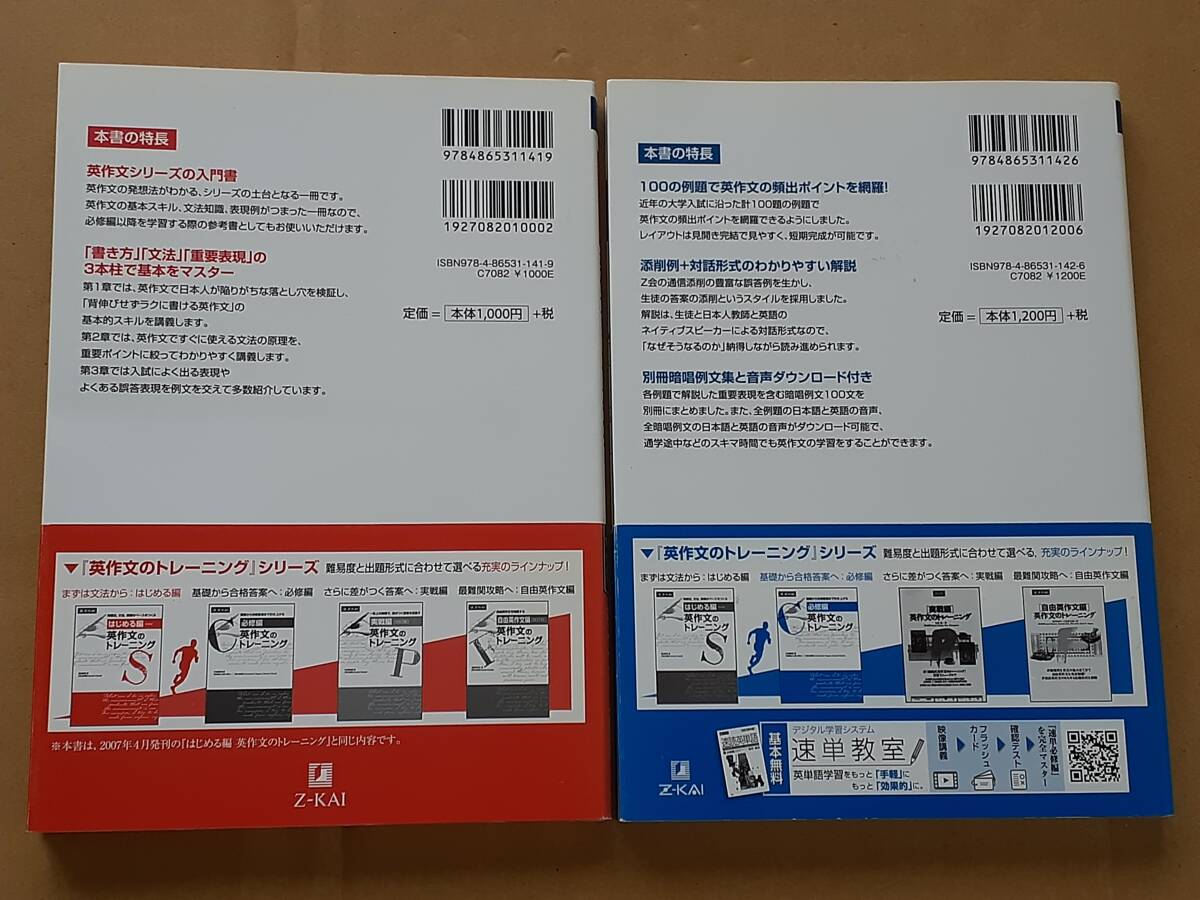 本書の特長
9784865311419
英作文シリーズの入門書
英作文の発想法がわかる、シリーズの土台となる一冊です。
英作文の基本スキル、文法知識、表現例がつまった一冊なので、
必修編以降を学習する際の参考書としてもお使いいただけます。
1927082010002
「書き方」「文法」「重要表現」の
3本柱で基本をマスター
ISBN978-4-86531-141-9
C7082 ¥1000E
第1章では、英作文で日本人が陥りがちな落とし穴を検証し、
「背伸びせずラクに書ける英作文」の
基本的スキルを講義します。
定価＝ 本体1,000円 +税
第2章では、英作文ですぐに使える文法の原理を、
重要ポイントに絞ってわかりやすく講義します。
第3章では入試によく出る表現や
よくある誤答表現を例文を交えて多数紹介しています。
▼『英作文のトレーニング』シリーズ 難易度と出題形式に合わせて選べる充実のラインナップ！
まずは文法から：はじめる編 基礎から合格答案へ：必修編 さらに差がつく答案へ：実戦編 最難関攻略へ：自由英作文編
はじめる編
英作文の
トレーニング
S
必修編
英作文の
トレーニング
C
実戦編
英作文の
トレーニング
P
自由英作文編
英作文の
トレーニング
※本書は，2007年4月発刊の「はじめる編 英作文のトレーニング」と同じ内容です。
Z-KAI
本書の特長
9784865311426
100の例題で英作文の頻出ポイントを網羅！
近年の大学入試に沿った計100題の例題で
英作文の頻出ポイントを網羅できるようにしました。
レイアウトは見開き完結で見やすく、短期完成が可能です。
1927082012006
添削例+対話形式のわかりやすい解説
ISBN978-4-86531-142-6
C7082 ¥1200E
Z会の通信添削の豊富な誤答例を生かし、
生徒の答案の添削というスタイルを採用しました。
解説は、生徒と日本人教師と英語の
ネイティブスピーカーによる対話形式なので、
「なぜそうなるのか」納得しながら読み進められます。
定価＝ 本体1,200円 +税
別冊暗唱例文集と音声ダウンロード付き
各例題で解説した重要表現を含む暗唱例文100文を
別冊にまとめました。また、全例題の日本語と英語の音声、
全暗唱例文の日本語と英語の音声がダウンロード可能で、
通学途中などのスキマ時間でも英作文の学習をすることができます。
▼『英作文のトレーニング』シリーズ 難易度と出題形式に合わせて選べる、充実のラインナップ！
まずは文法から：はじめる編 基礎から合格答案へ：必修編 さらに差がつく答案へ：実戦編 最難関攻略へ：自由英作文編
はじめる編
英作文の
トレーニング
S
必修編
英作文の
トレーニング
C
実戦編
英作文のトレーニング
自由英作文編
英作文のトレーニング
基本無料
デジタル学習システム
速単教室
英単語学習をもっと「手軽」に
もっと「効果的」に。
映像講義
フラッシュカード
確認テスト
「速単必修編」を完全マスター
Z-KAI